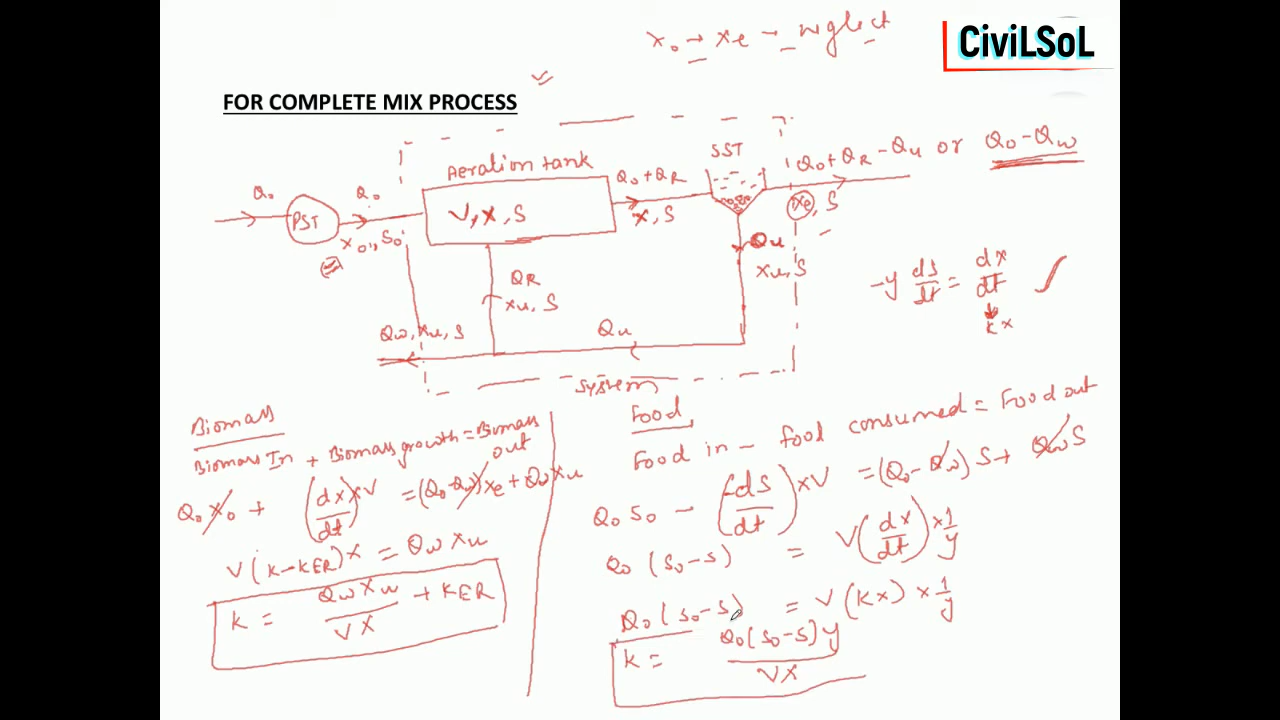 x₀ → xe → neglect
CiviLSoL
FOR COMPLETE MIX PROCESS
Q₀
PST
Q₀
x₀, S₀
Aeration tank
V, X, S
Q₀+QR
X, S
SST
Q₀+QR-Qu or Q₀-Qw
xe, S
Qu
xu, S
QR
xu, S
Qw, xu, S
Qu
System
-y ds/dt = dx/dt
kx
Biomass
Biomass In + Biomass growth = Biomass out
Q₀x₀ + (dx/dt)×V = (Q₀-Qw)xe + Qwxu
V(K-KER)X = Qwxu
K = Qwxu/VX + KER
Food
Food in - food consumed = Food out
Q₀S₀ - (-ds/dt)×V = (Q₀-Qw)S + QwS
Q₀(S₀-S) = V(dx/dt)×1/y
Q₀(S₀-S) = V(Kx)×1/y
K = Q₀(S₀-S)y/VX